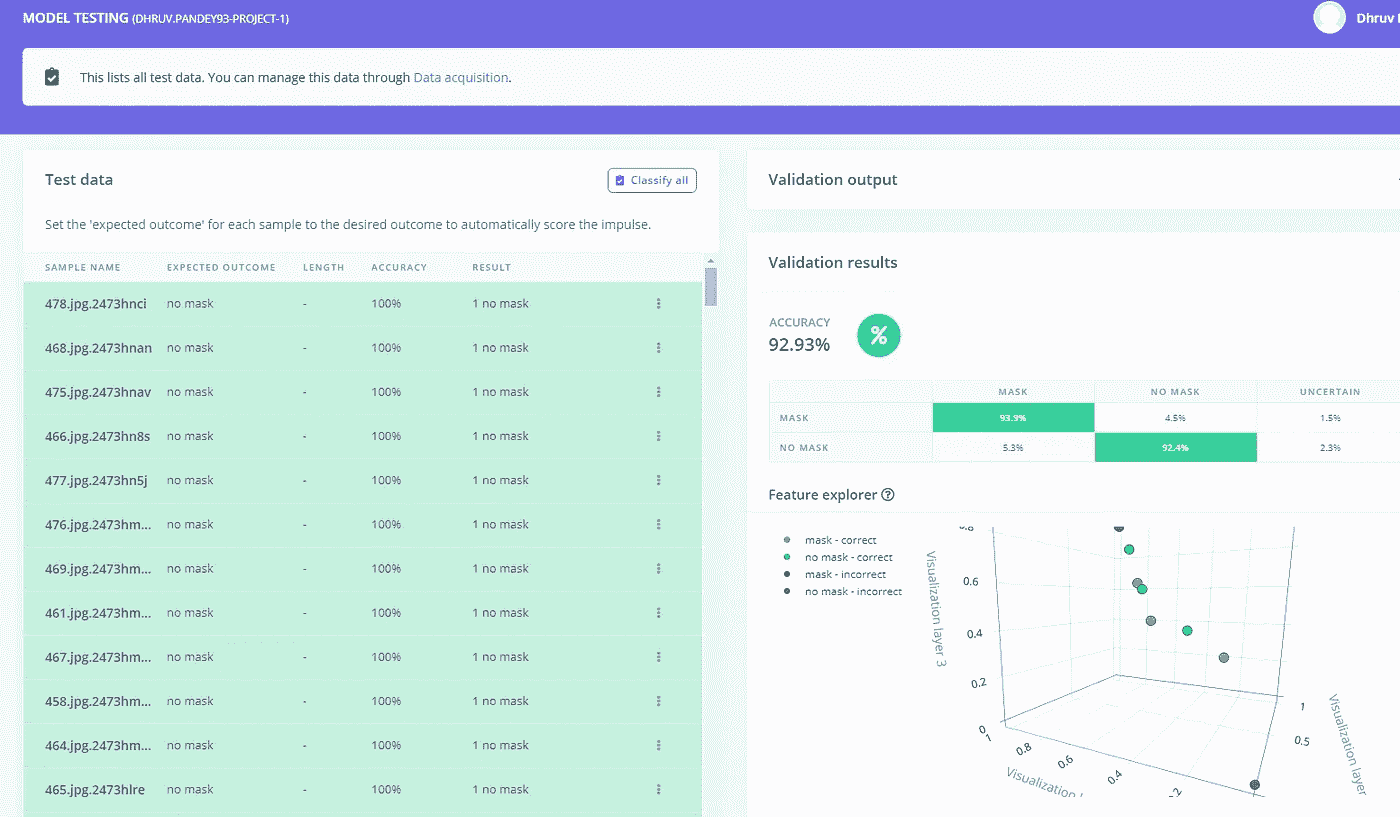 MODEL TESTING (DHRUV.PANDEY93-PROJECT-1)
Dhruv
This lists all test data. You can manage this data through Data acquisition.
Test data
Classify all
Set the 'expected outcome' for each sample to the desired outcome to automatically score the impulse.
SAMPLE NAME EXPECTED OUTCOME LENGTH ACCURACY RESULT
478.jpg.2473hnci no mask - 100% 1 no mask
468.jpg.2473hnan no mask - 100% 1 no mask
475.jpg.2473hnav no mask - 100% 1 no mask
466.jpg.2473hn8s no mask - 100% 1 no mask
477.jpg.2473hn5j no mask - 100% 1 no mask
476.jpg.2473hm... no mask - 100% 1 no mask
469.jpg.2473hm... no mask - 100% 1 no mask
461.jpg.2473hm... no mask - 100% 1 no mask
467.jpg.2473hm... no mask - 100% 1 no mask
458.jpg.2473hm... no mask - 100% 1 no mask
464.jpg.2473hm... no mask - 100% 1 no mask
465.jpg.2473hlre no mask - 100% 1 no mask
Validation output
Validation results
ACCURACY
92.93%
%
MASK NO MASK UNCERTAIN
MASK 93.9% 4.5% 1.5%
NO MASK 5.3% 92.4% 2.3%
Feature explorer ?
mask - correct
no mask - correct
mask - incorrect
no mask - incorrect
Visualization layer 3
0.8
0.6
0.4
0.2
0
1
0.8
0.6
0.4
Visualization
1
0.5
Visualization layer